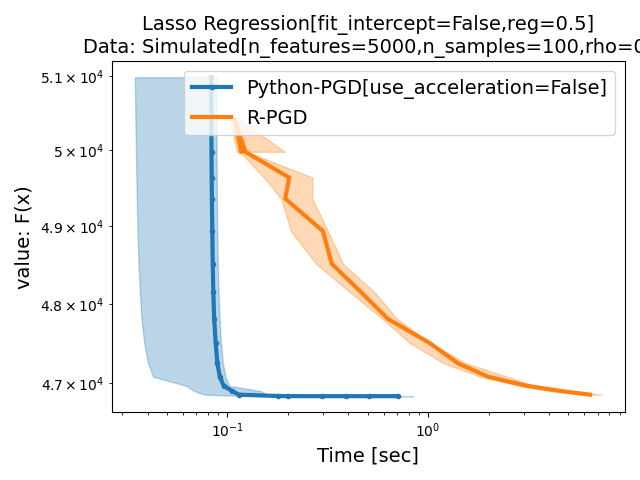 Lasso Regression[fit_intercept=False,reg=0.5]
Data: Simulated[n_features=5000,n_samples=100,rho=0
Python-PGD[use_acceleration=False]
R-PGD
value: F(x)
5.1 × 10⁴
5 × 10⁴
4.9 × 10⁴
4.8 × 10⁴
4.7 × 10⁴
10⁻¹
10⁰
Time [sec]